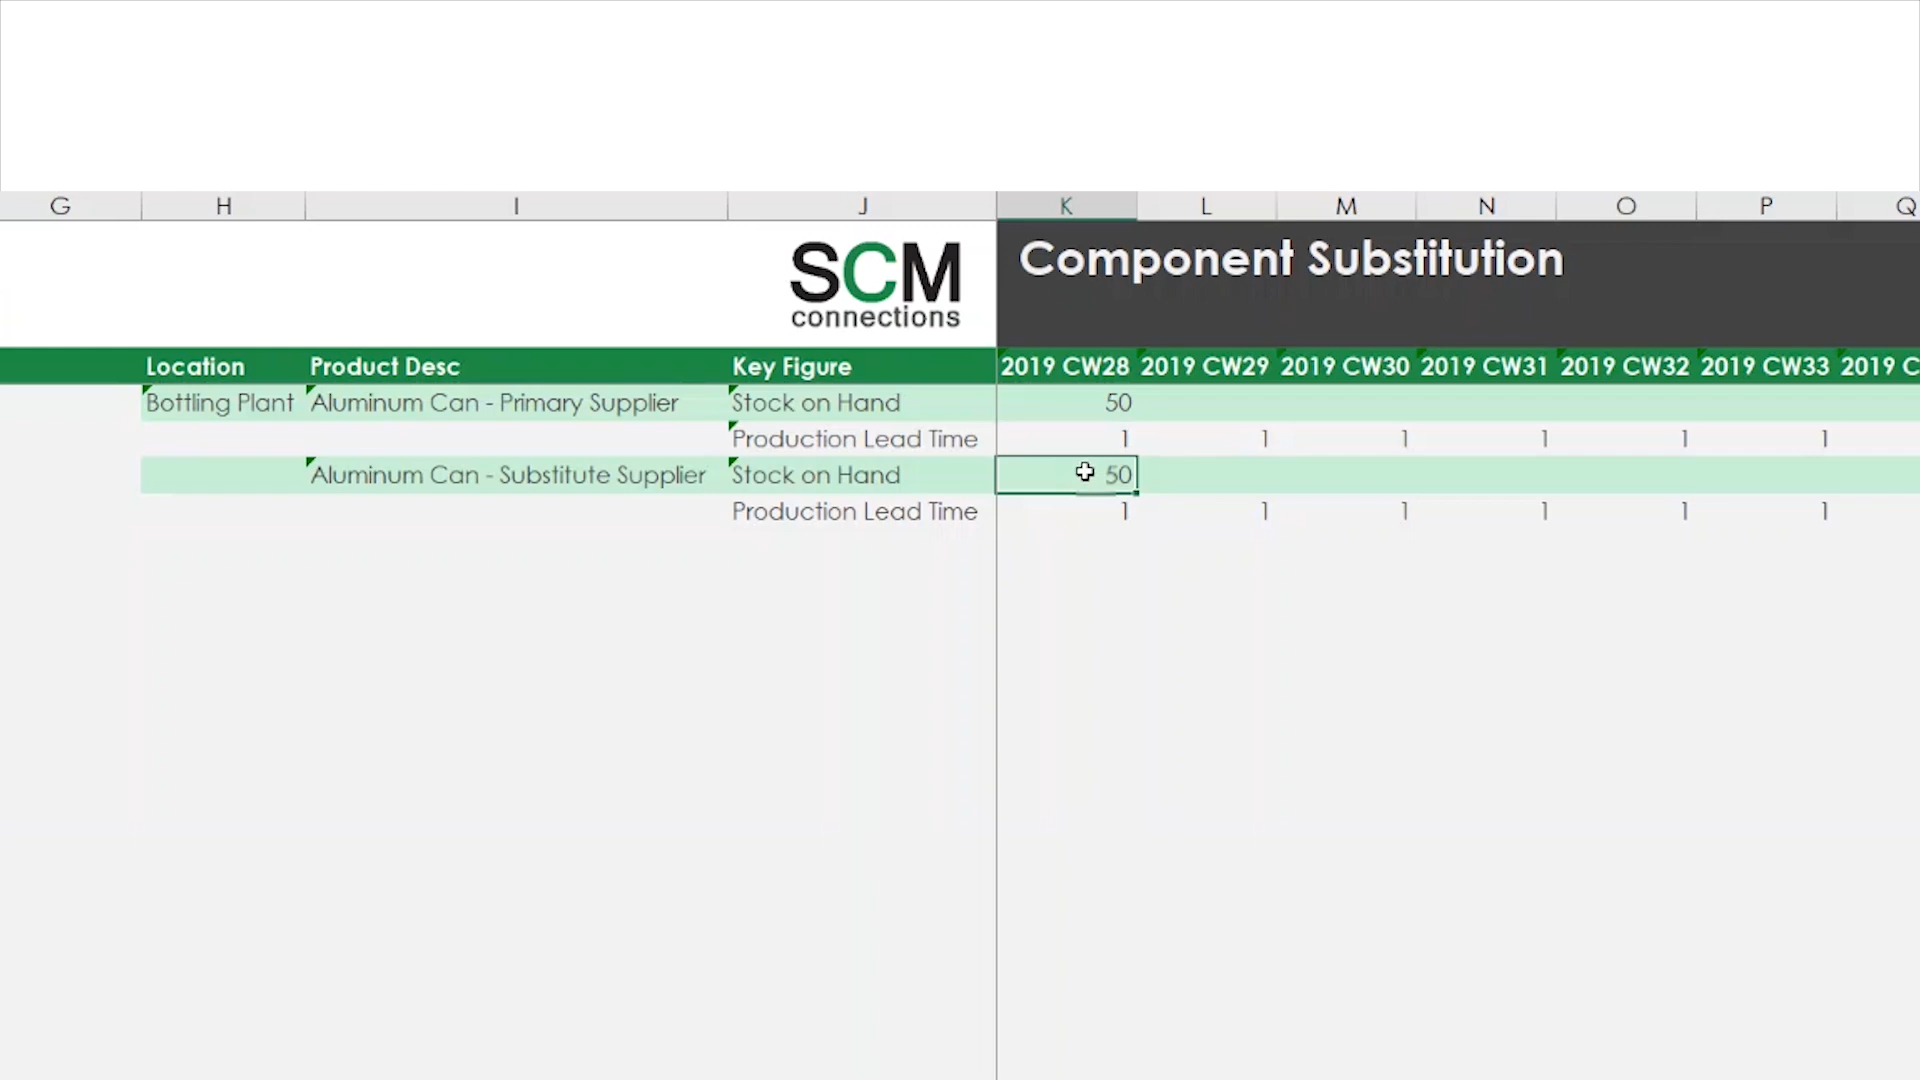 G H I J K L M N O P Q
SCM
connections
Component Substitution
Location Product Desc Key Figure 2019 CW28 2019 CW29 2019 CW30 2019 CW31 2019 CW32 2019 CW33 2019 C
Bottling Plant Aluminum Can - Primary Supplier Stock on Hand 50
Production Lead Time 1 1 1 1 1 1
Aluminum Can - Substitute Supplier Stock on Hand 50
Production Lead Time 1 1 1 1 1 1